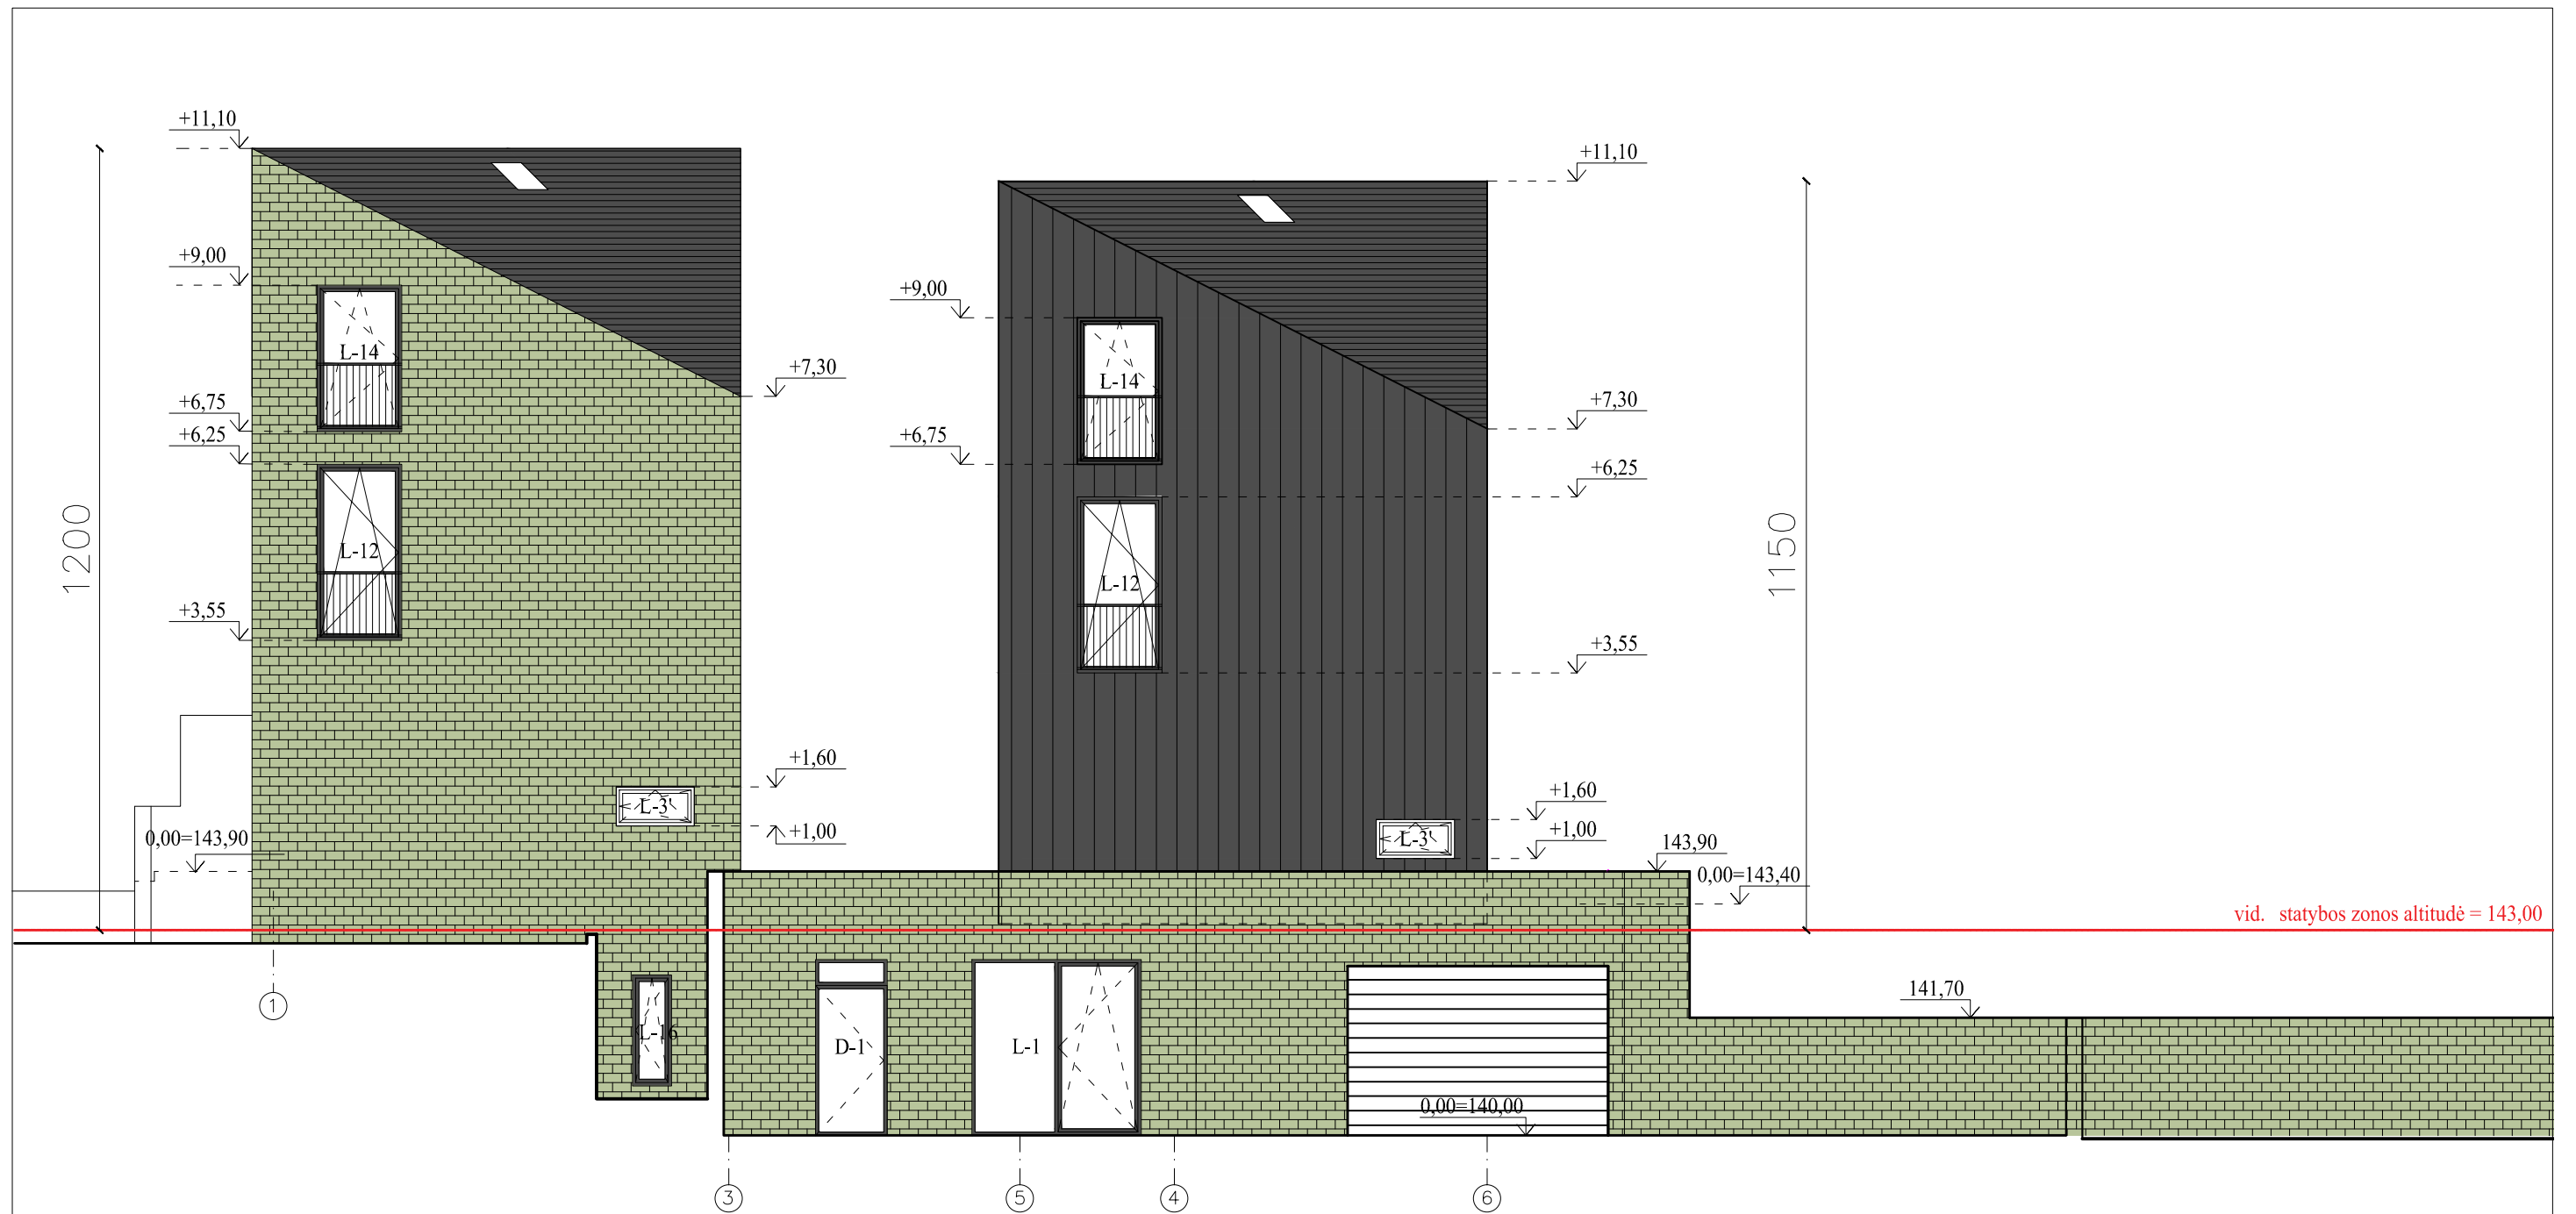 +11,10
+11,10
+9,00
+9,00
L-14
+7,30
L-14
+6,75
+7,30
+6,25
+6,75
+6,25
1200
L-12
1150
L-12
+3,55
+3,55
+1,60
+1,60
L-3'
+1,00
L-3'
+1,00
0,00=143,90
143,90
0,00=143,40
vid. statybos zonos altitudė = 143,00
141,70
1
L-16
D-1
L-1
0,00=140,00
3
5
4
6